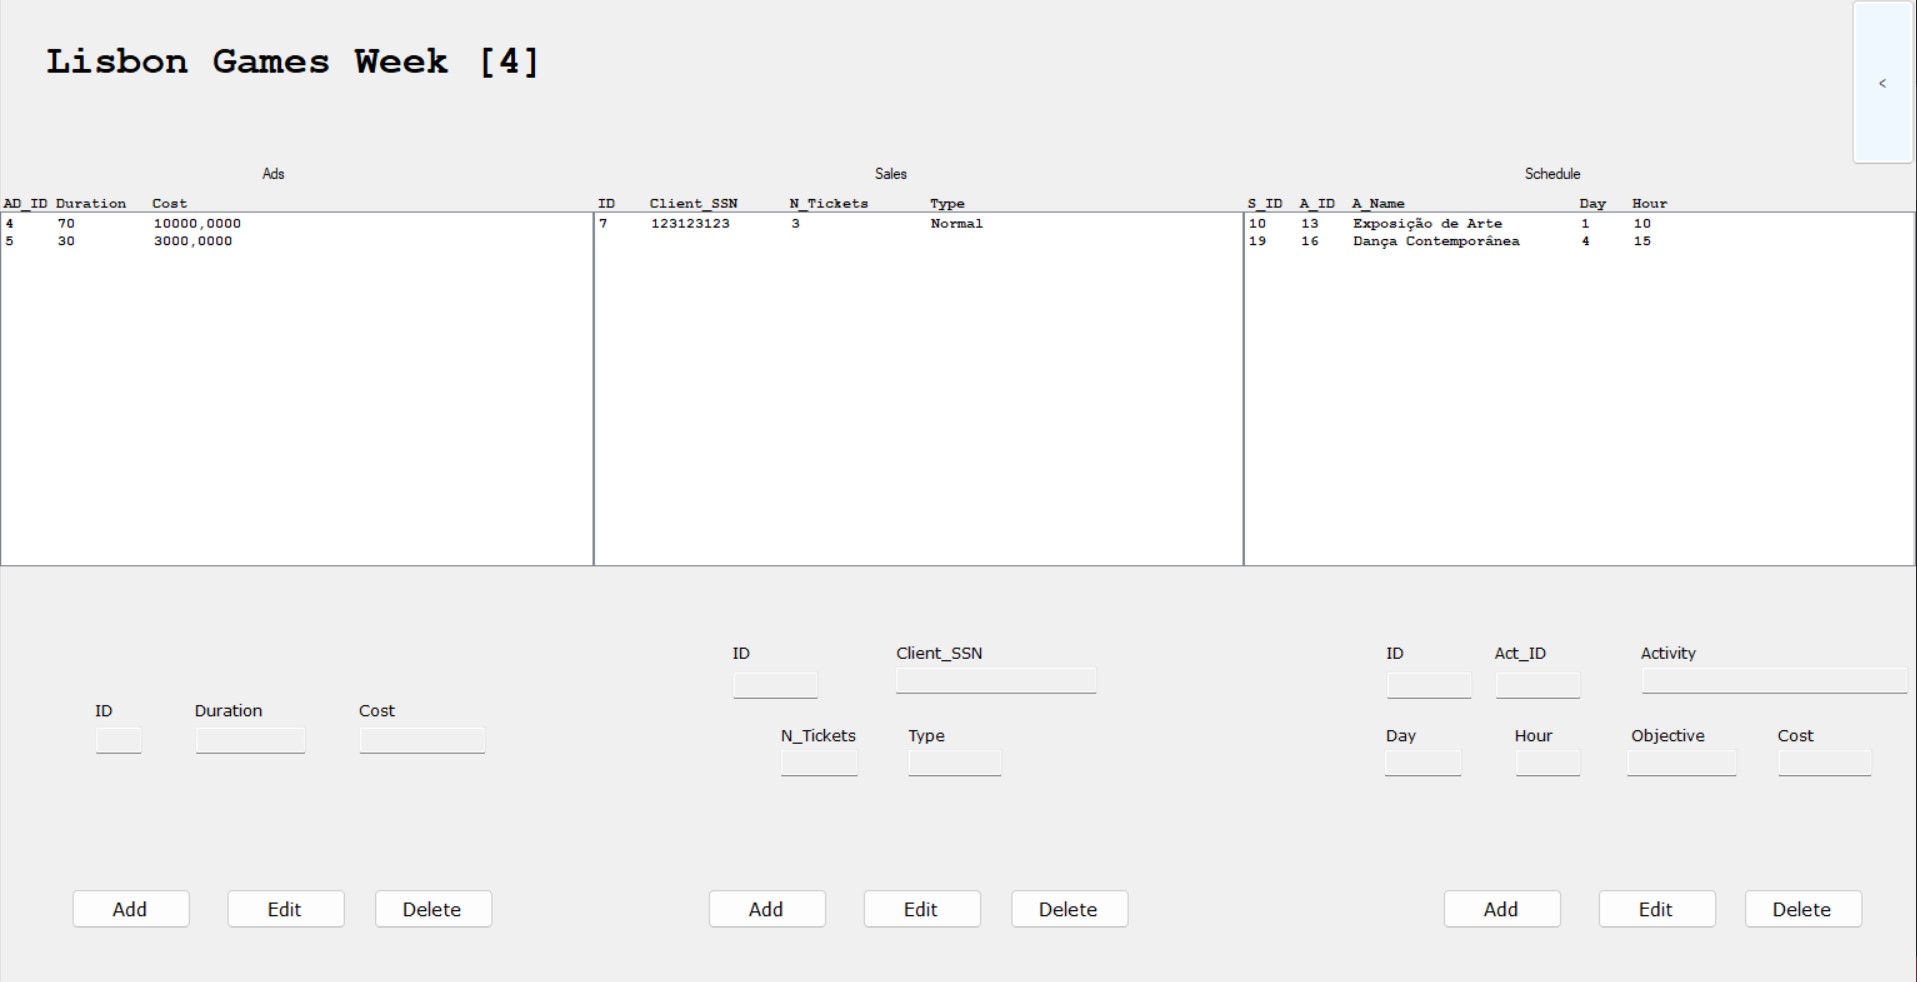 Lisbon Games Week [4]
<
Ads
Sales
Schedule
AD_ID Duration Cost
4 70 10000,0000
5 30 3000,0000
ID Client_SSN N_Tickets Type
7 123123123 3 Normal
S_ID A_ID A_Name Day Hour
10 13 Exposição de Arte 1 10
19 16 Dança Contemporânea 4 15
ID Duration Cost
ID Client_SSN
N_Tickets Type
ID Act_ID Activity
Day Hour Objective Cost
Add Edit Delete
Add Edit Delete
Add Edit Delete